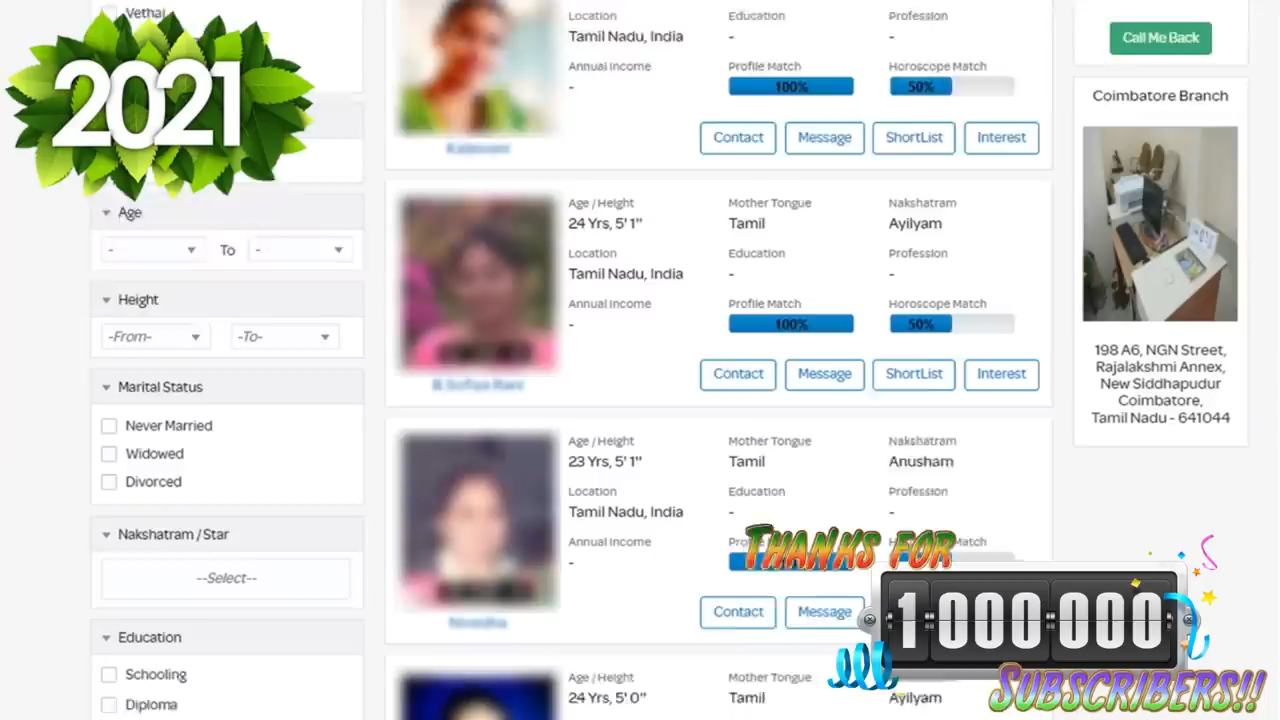 Vethai
2021
Age
-
To
-
Height
-From-
-To-
Marital Status
Never Married
Widowed
Divorced
Nakshatram / Star
--Select--
Education
Schooling
Diploma
Location
Education
Profession
Tamil Nadu, India
-
-
Annual Income
Profile Match
Horoscope Match
-
100%
50%
Contact
Message
ShortList
Interest
Age / Height
Mother Tongue
Nakshatram
24 Yrs, 5' 1"
Tamil
Ayilyam
Location
Education
Profession
Tamil Nadu, India
-
-
Annual Income
Profile Match
Horoscope Match
-
100%
50%
Contact
Message
ShortList
Interest
Age / Height
Mother Tongue
Nakshatram
23 Yrs, 5' 1"
Tamil
Anusham
Location
Education
Profession
Tamil Nadu, India
-
-
Annual Income
Match
-
Contact
Message
Age / Height
Mother Tongue
24 Yrs, 5' 0"
Tamil
Ayilyam
Call Me Back
Coimbatore Branch
198 A6, NGN Street,
Rajalakshmi Annex,
New Siddhapudur
Coimbatore,
Tamil Nadu - 641044
THANKS FOR
1000000
SUBSCRIBERS!!